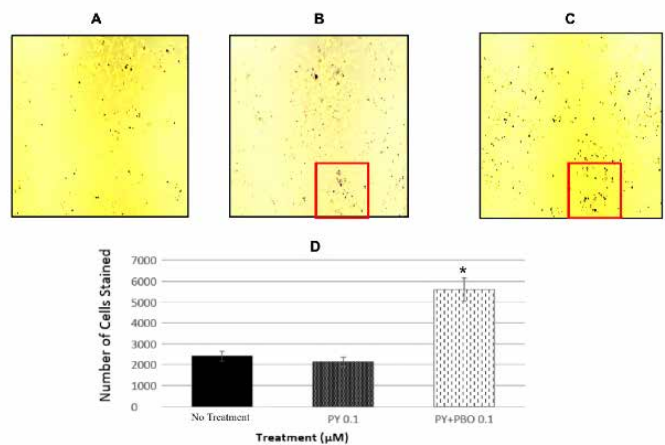 A B C
D
Number of Cells Stained
7000
6000
5000
4000
3000
2000
1000
0
*
No Treatment PY 0.1 PY+PBO 0.1
Treatment (µM)